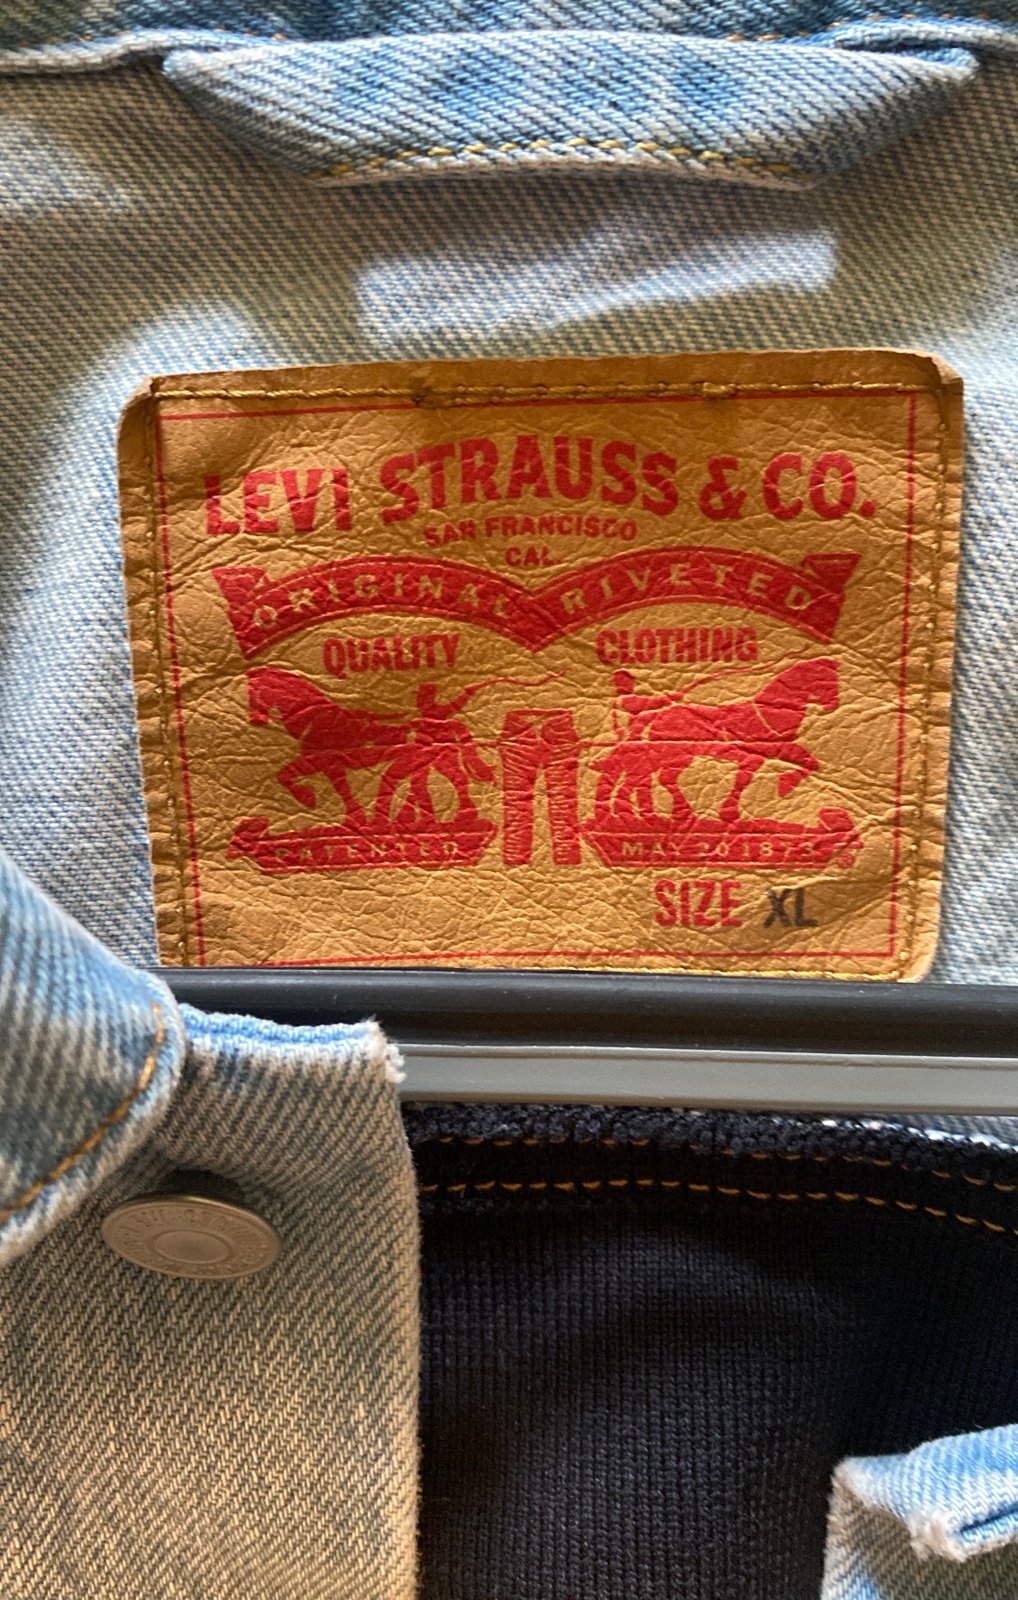 LEVI STRAUSS & CO.
SAN FRANCISCO
CAL.
ORIGINAL RIVETED
QUALITY CLOTHING
PATENTED MAY 20 1873
SIZE XL